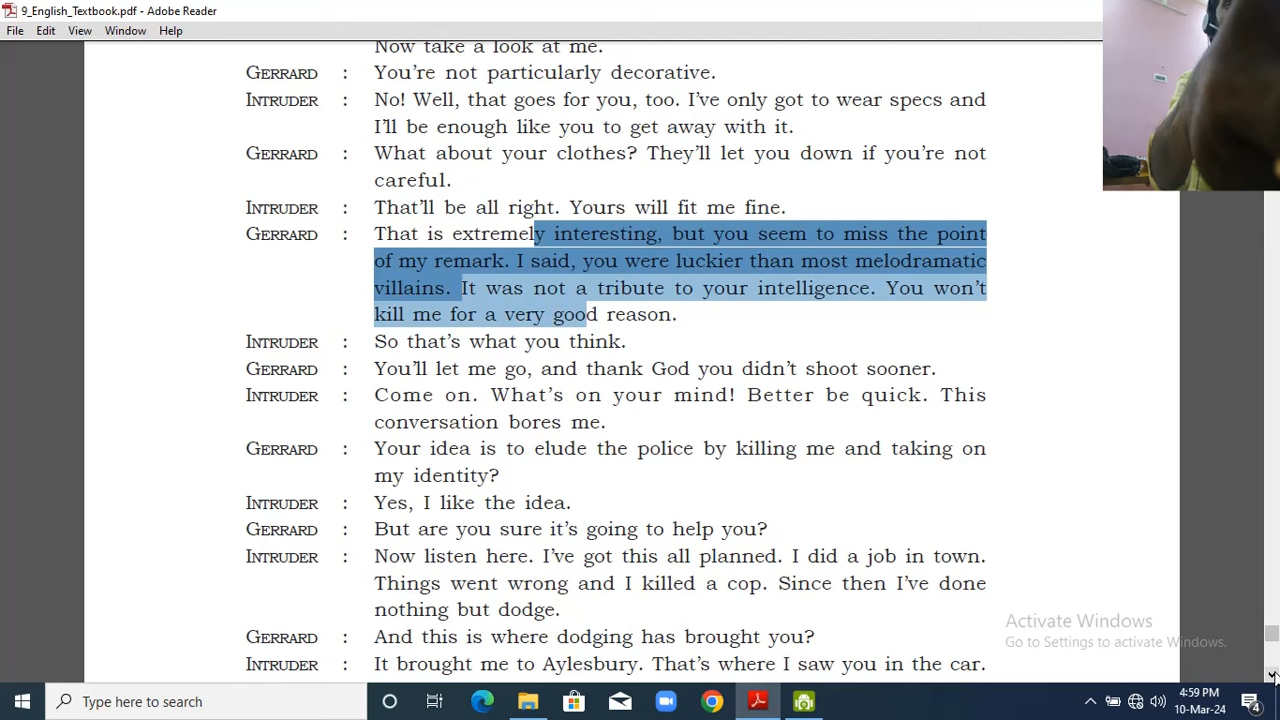 9_English_Textbook.pdf - Adobe Reader
File Edit View Window Help
Now take a look at me.
GERRARD : You're not particularly decorative.
INTRUDER : No! Well, that goes for you, too. I've only got to wear specs and
I'll be enough like you to get away with it.
GERRARD : What about your clothes? They'll let you down if you're not
careful.
INTRUDER : That'll be all right. Yours will fit me fine.
GERRARD : That is extremely interesting, but you seem to miss the point
of my remark. I said, you were luckier than most melodramatic
villains. It was not a tribute to your intelligence. You won't
kill me for a very good reason.
INTRUDER : So that's what you think.
GERRARD : You'll let me go, and thank God you didn't shoot sooner.
INTRUDER : Come on. What's on your mind! Better be quick. This
conversation bores me.
GERRARD : Your idea is to elude the police by killing me and taking on
my identity?
INTRUDER : Yes, I like the idea.
GERRARD : But are you sure it's going to help you?
INTRUDER : Now listen here. I've got this all planned. I did a job in town.
Things went wrong and I killed a cop. Since then I've done
nothing but dodge.
GERRARD : And this is where dodging has brought you?
INTRUDER : It brought me to Aylesbury. That's where I saw you in the car.
Activate Windows
Go to Settings to activate Windows.
Type here to search
4:59 PM
10-Mar-24
4